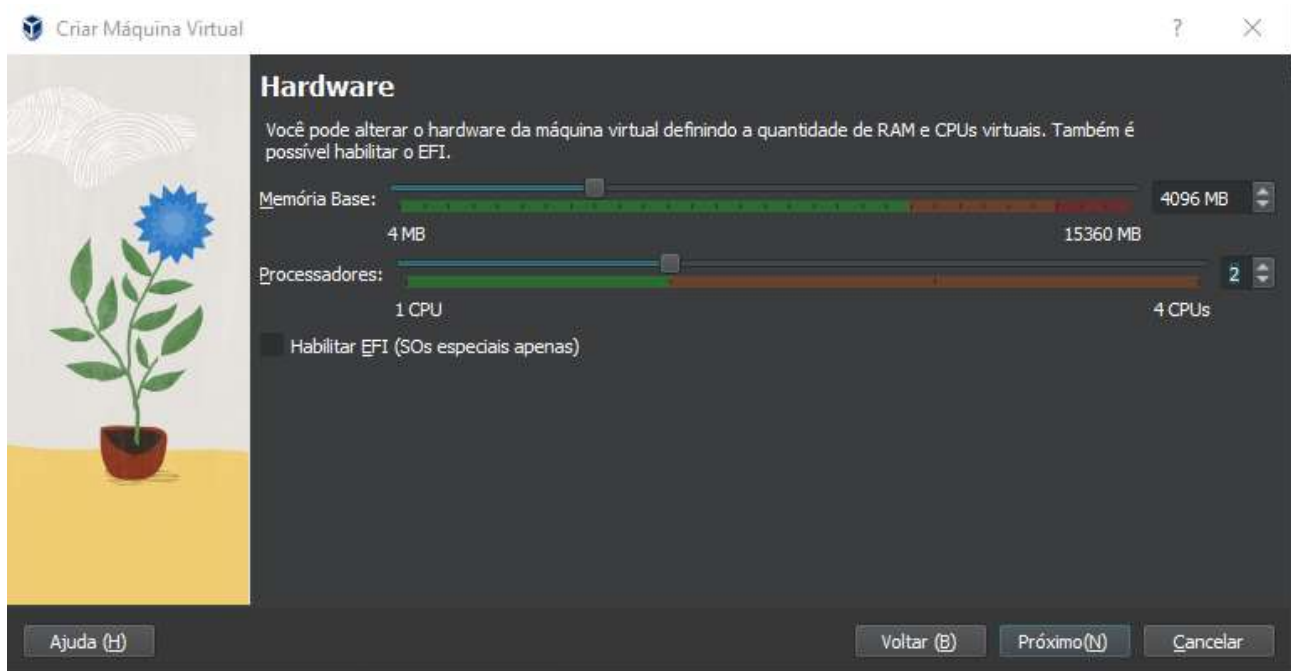 Criar Máquina Virtual
Hardware
Você pode alterar o hardware da máquina virtual definindo a quantidade de RAM e CPUs virtuais. Também é
possível habilitar o EFI.
Memória Base: 4096 MB
4 MB 15360 MB
Processadores: 2
1 CPU 4 CPUs
Habilitar EFI (SOs especiais apenas)
Ajuda (H) Voltar (B) Próximo(N) Cancelar